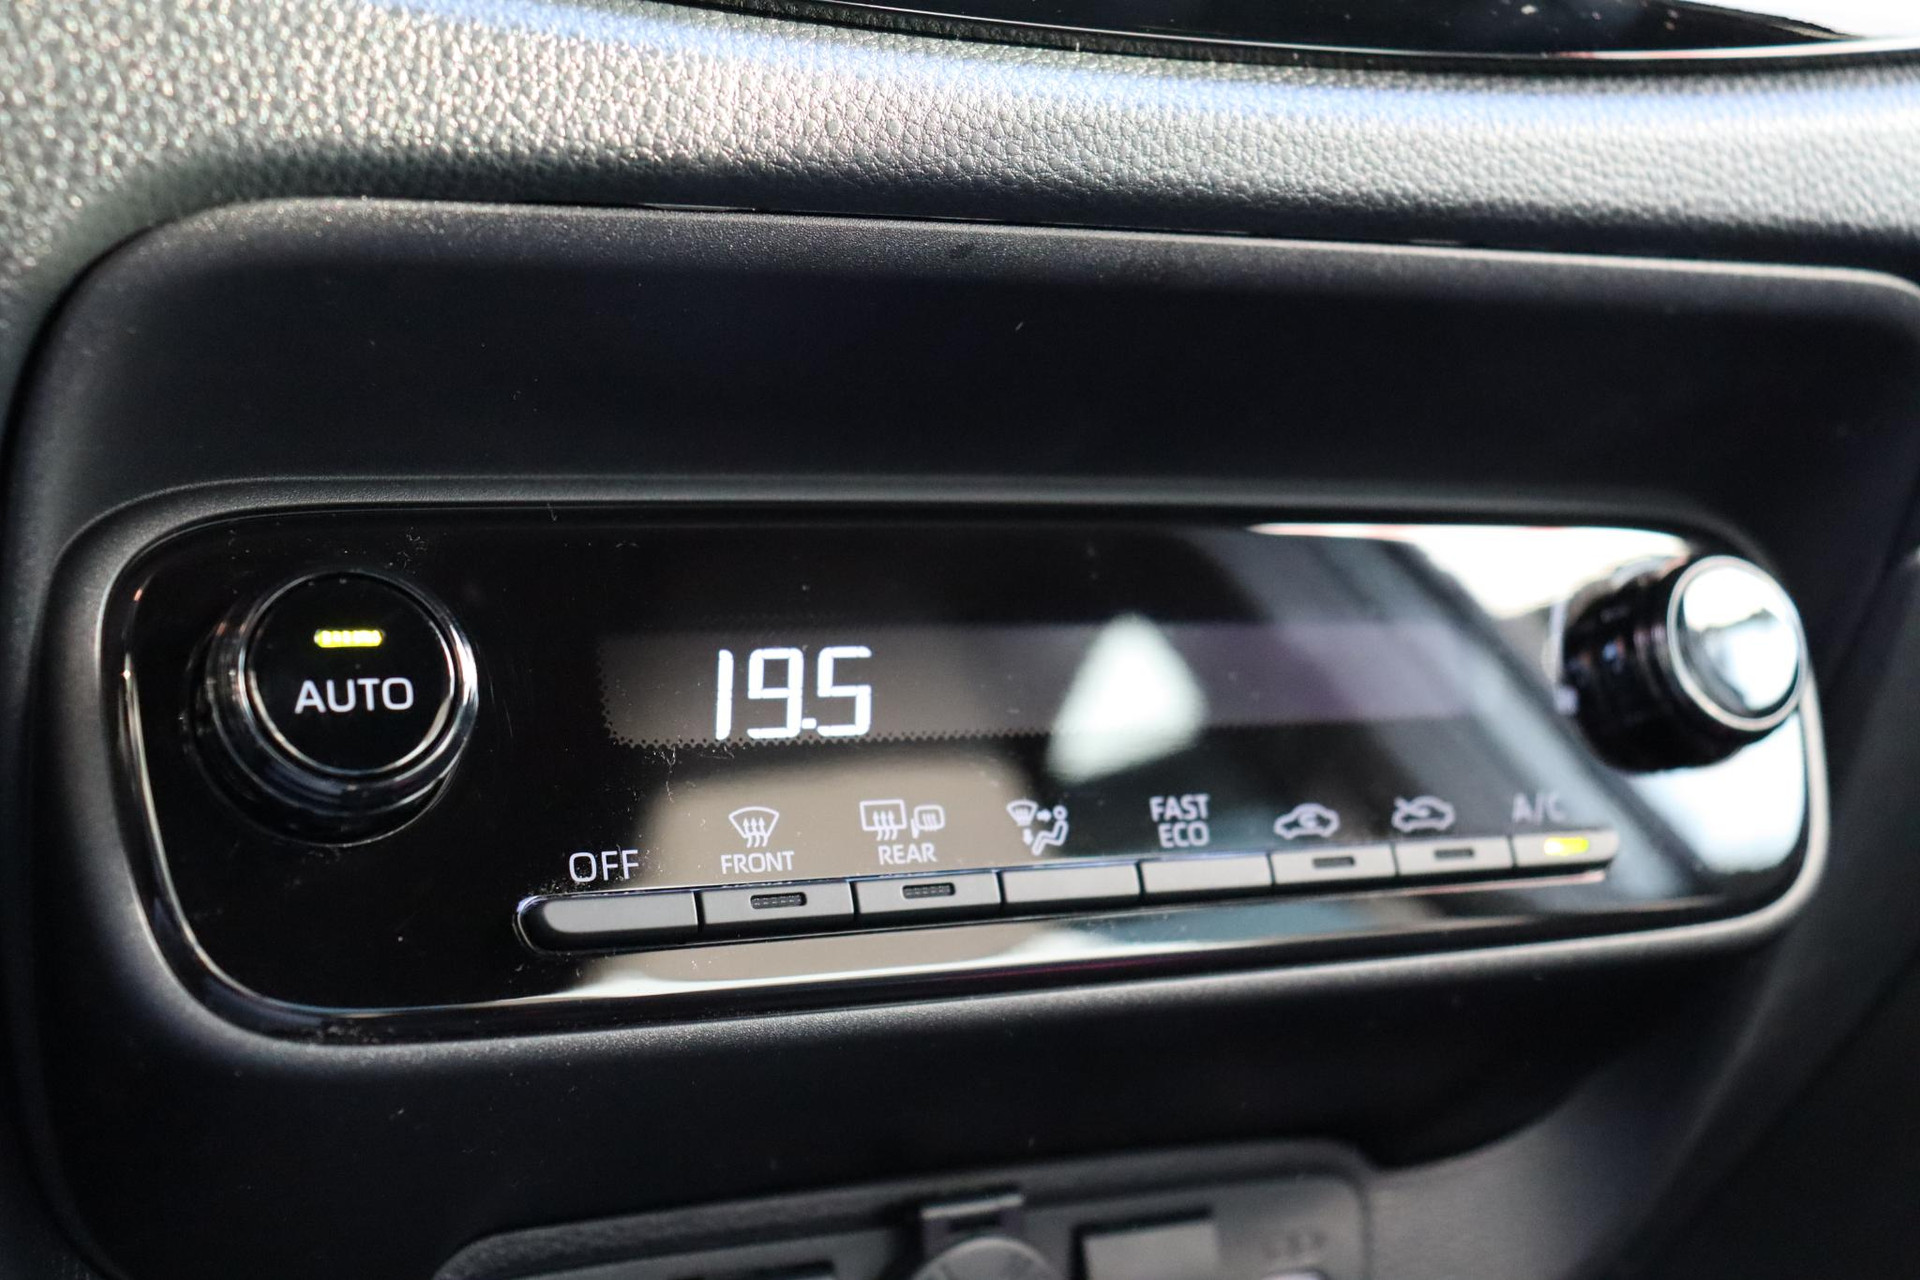 AUTO
19.5
OFF
FRONT
REAR
FAST
ECO
A/C